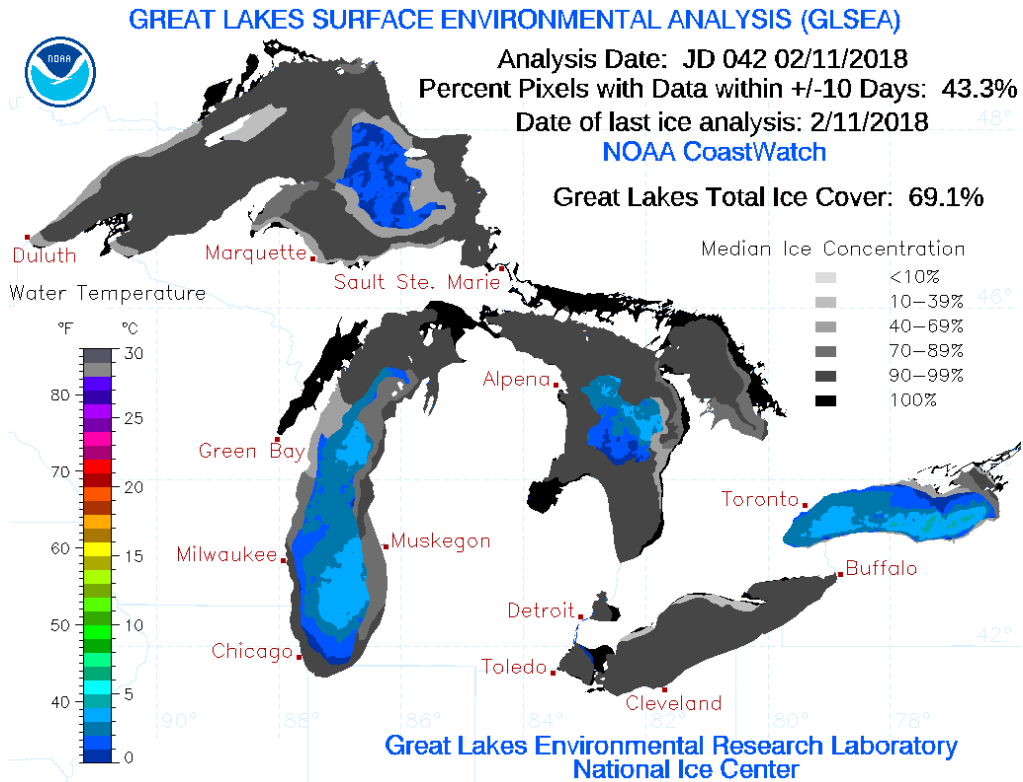 GREAT LAKES SURFACE ENVIRONMENTAL ANALYSIS (GLSEA)
NOAA
Analysis Date: JD 042 02/11/2018
Percent Pixels with Data within +/-10 Days: 43.3%
Date of last ice analysis: 2/11/2018
48°
NOAA CoastWatch
Great Lakes Total Ice Cover: 69.1%
Duluth
Marquette
Sault Ste. Marie
Median Ice Concentration
<10%
10-39%
40-69%
70-89%
90-99%
100%
46°
Water Temperature
°F °C
30
80
25
70
20
60
15
50
10
5
40
0
Alpena
Green Bay
Toronto
Milwaukee
Muskegon
Buffalo
Detroit
42°
Chicago
Toledo
Cleveland
90° 88° 86° 84° 82° 80° 78°
Great Lakes Environmental Research Laboratory
National Ice Center